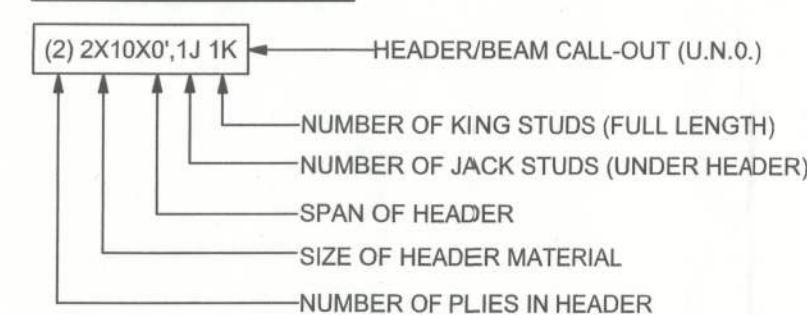 (2) 2X10X0',1J 1K
HEADER/BEAM CALL-OUT (U.N.0.)
NUMBER OF KING STUDS (FULL LENGTH)
NUMBER OF JACK STUDS (UNDER HEADER)
SPAN OF HEADER
SIZE OF HEADER MATERIAL
NUMBER OF PLIES IN HEADER